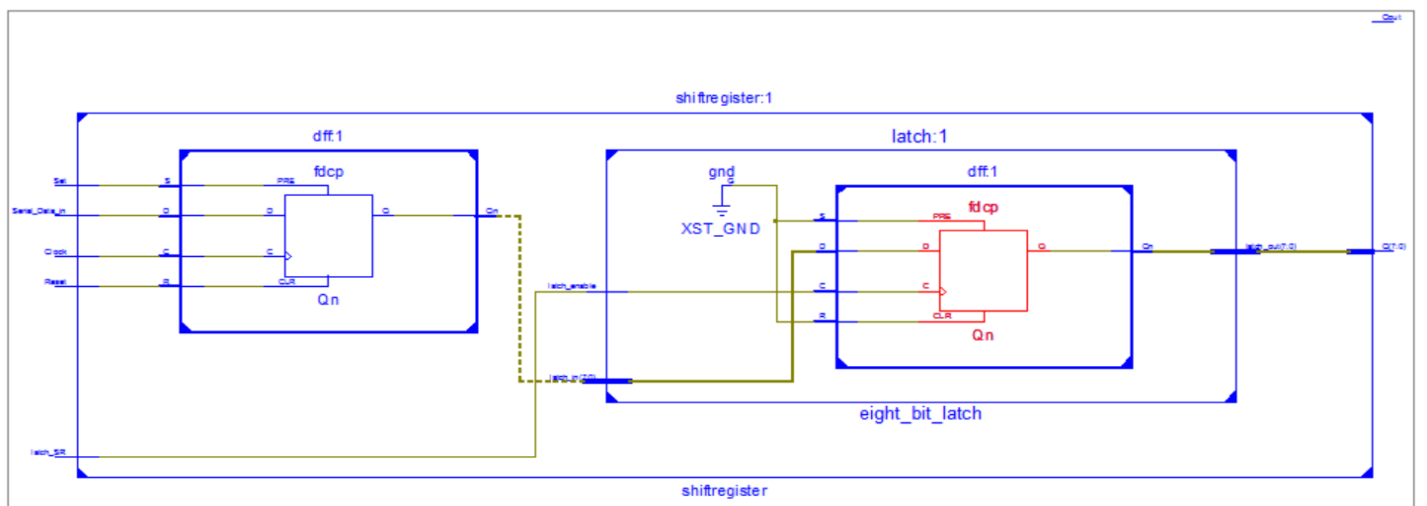 Qout
shiftregister:1
dff:1
latch:1
Set
S
fdcp
PRE
Serial_Data_in
D
D
Q
Qn
Clock
C
C
Reset
R
CLR
Qn
gnd
G
XST_GND
dff:1
S
fdcp
PRE
D
D
Q
Qn
latch_out(7:0)
Q(7:0)
latch_enable
C
C
R
CLR
Qn
latch_in(7:0)
eight_bit_latch
latch_SR
shiftregister